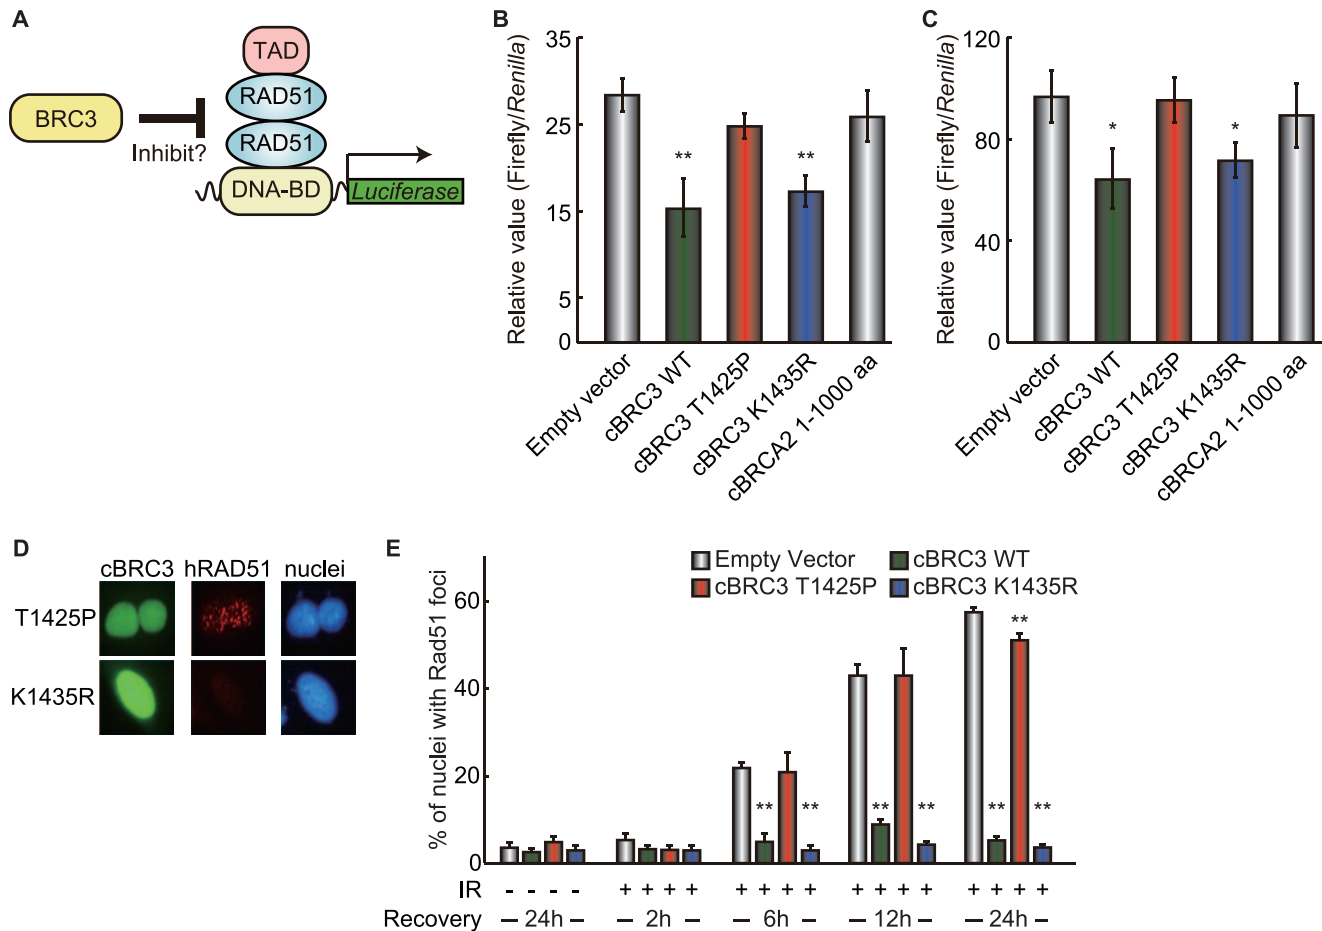 A
TAD
RAD51
BRC3
RAD51
Inhibit?
DNA-BD
Luciferase
B
Relative value (Firefly/Renilla)
35
25
15
5
0
**
**
Empty vector
cBRC3 WT
cBRC3 T1425P
cBRC3 K1435R
cBRCA2 1-1000 aa
C
Relative value (Firefly/Renilla)
120
80
40
0
*
*
Empty vector
cBRC3 WT
cBRC3 T1425P
cBRC3 K1435R
cBRCA2 1-1000 aa
D
cBRC3 hRAD51 nuclei
T1425P
K1435R
E
Empty Vector cBRC3 WT
cBRC3 T1425P cBRC3 K1435R
% of nuclei with Rad51 foci
60
40
20
0
** **
** **
** ** **
IR - - - - + + + + + + + + + + + + + + + +
Recovery – 24h – – 2h – – 6h – – 12h – – 24h –